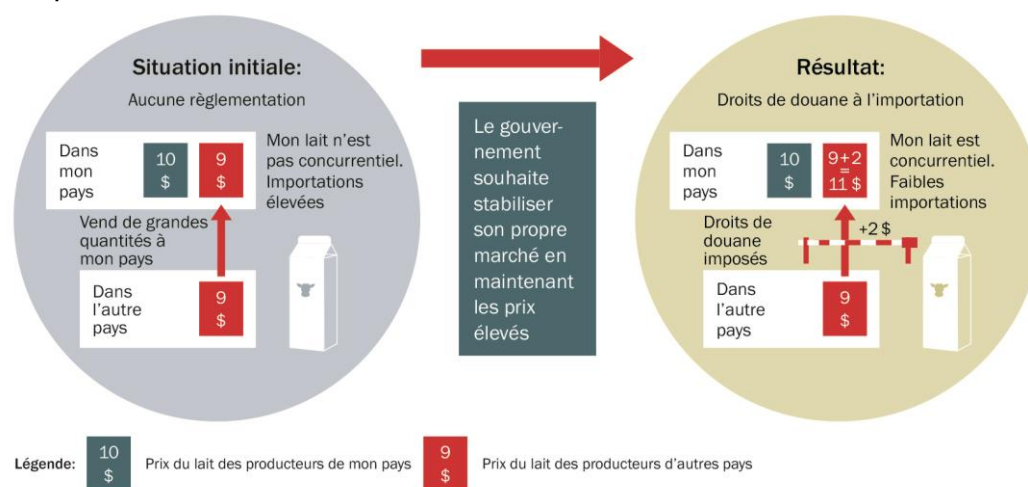 Situation initiale:
Aucune règlementation
Dans
mon
pays
10
$
9
$
Mon lait n'est
pas concurrentiel.
Importations
élevées
Vend de grandes
quantités à
mon pays
Dans
l'autre
pays
9
$
Le gouver-
nement
souhaite
stabiliser
son propre
marché en
maintenant
les prix
élevés
Résultat:
Droits de douane à l'importation
Dans
mon
pays
10
$
9+2
=
11 $
Mon lait est
concurrentiel.
Faibles
importations
Droits de
douane
imposés
+2 $
Dans
l'autre
pays
9
$
Légende:
10
$
Prix du lait des producteurs de mon pays
9
$
Prix du lait des producteurs d'autres pays